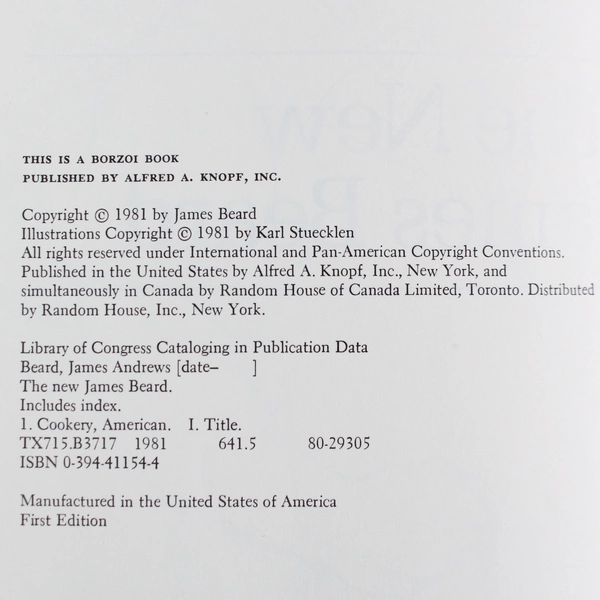 THIS IS A BORZOI BOOK
PUBLISHED BY ALFRED A. KNOPF, INC.
Copyright © 1981 by James Beard
Illustrations Copyright © 1981 by Karl Stuecklen
All rights reserved under International and Pan-American Copyright Conventions.
Published in the United States by Alfred A. Knopf, Inc., New York, and
simultaneously in Canada by Random House of Canada Limited, Toronto. Distributed
by Random House, Inc., New York.
Library of Congress Cataloging in Publication Data
Beard, James Andrews [date–      ]
The new James Beard.
Includes index.
1. Cookery, American.   I. Title.
TX715.B3717   1981   641.5   80-29305
ISBN 0-394-41154-4
Manufactured in the United States of America
First Edition